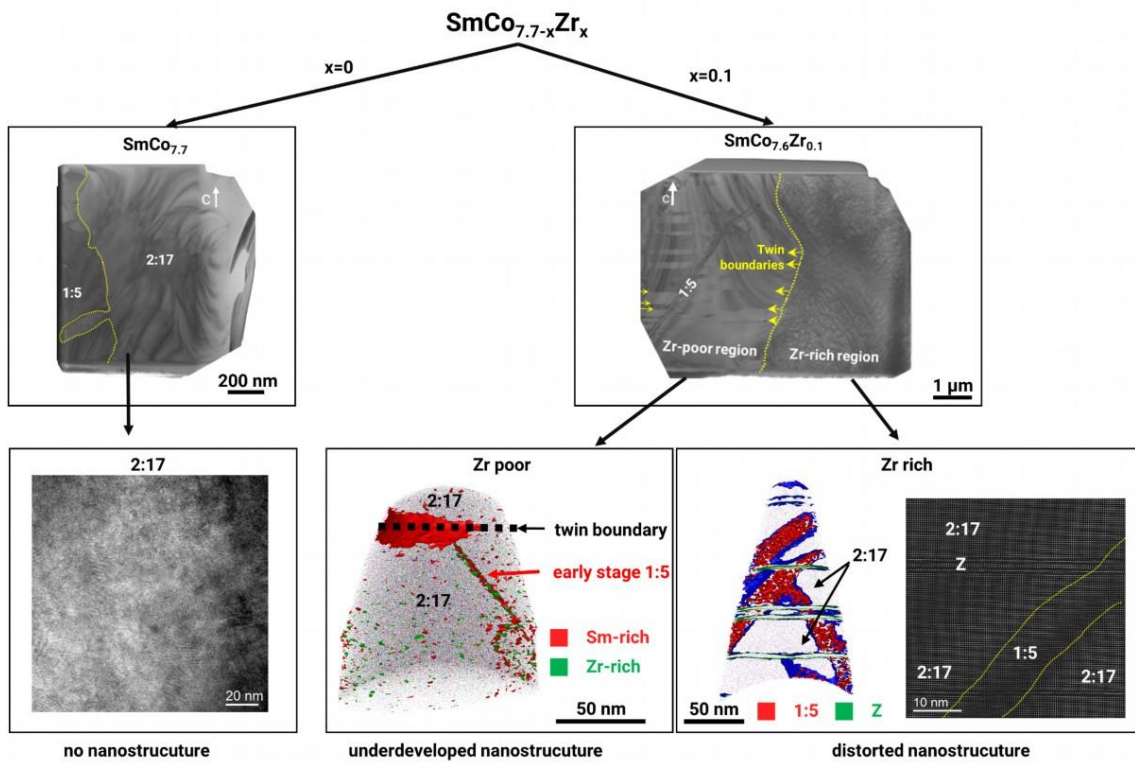 SmCo7.7-xZrx
x=0
x=0.1
SmCo7.7
C
2:17
1:5
200 nm
SmCo7.6Zr0.1
C
Twin
boundaries
1:5
Zr-poor region
Zr-rich region
1 μm
2:17
20 nm
no nanostrucuture
Zr poor
2:17
twin boundary
early stage 1:5
2:17
Sm-rich
Zr-rich
50 nm
underdeveloped nanostrucuture
Zr rich
2:17
50 nm
1:5
Z
2:17
Z
1:5
2:17
2:17
10 nm
distorted nanostrucuture